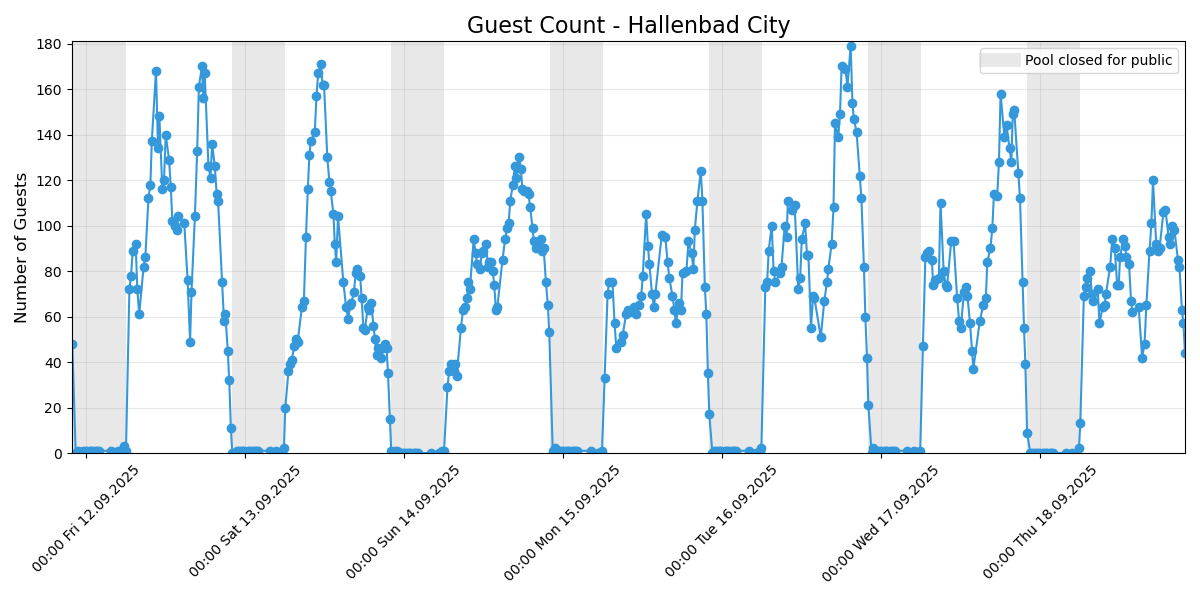 Guest Count - Hallenbad City
Pool closed for public
Number of Guests
180
160
140
120
100
80
60
40
20
0
00:00 Fri 12.09.2025
00:00 Sat 13.09.2025
00:00 Sun 14.09.2025
00:00 Mon 15.09.2025
00:00 Tue 16.09.2025
00:00 Wed 17.09.2025
00:00 Thu 18.09.2025